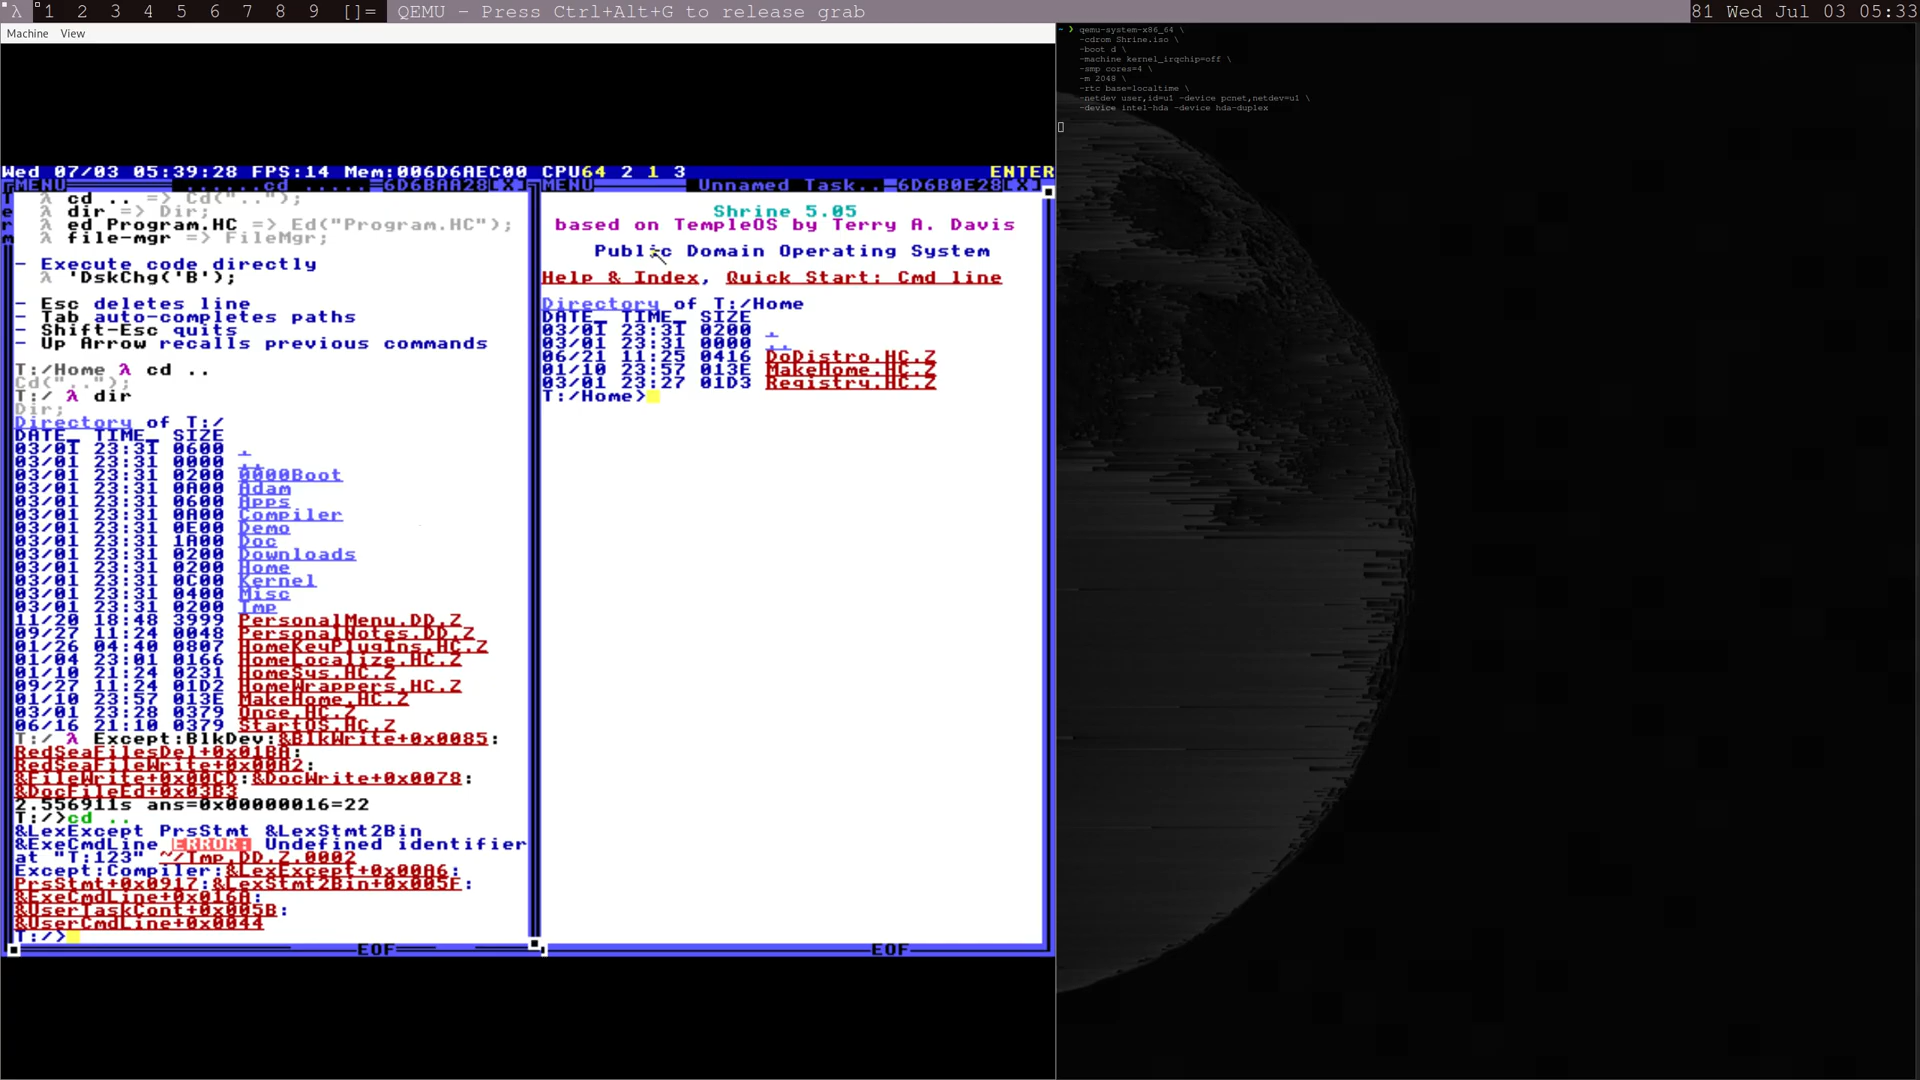 λ 1 2 3 4 5 6 7 8 9 []= QEMU - Press Ctrl+Alt+G to release grab 81 Wed Jul 03 05:33
Machine View
Wed 07/03 05:39:28 FPS:14 Mem:006D6AEC00 CPU64 2 1 3 ENTER
MENU ......cd ..... 6D6BAA28[X]
Term
λ cd .. => Cd("..");
λ dir => Dir;
λ ed Program.HC => Ed("Program.HC");
λ file-mgr => FileMgr;
- Execute code directly
λ 'DskChg('B');
- Esc deletes line
- Tab auto-completes paths
- Shift-Esc quits
- Up Arrow recalls previous commands
T:/Home λ cd ..
Cd("..");
T:/ λ dir
Dir;
Directory of T:/
DATE_ TIME_ SIZE
03/01 23:31 0600 .
03/01 23:31 0000 ..
03/01 23:31 0200 0000Boot
03/01 23:31 0A00 Adam
03/01 23:31 0600 Apps
03/01 23:31 0A00 Compiler
03/01 23:31 0E00 Demo
03/01 23:31 1A00 Doc
03/01 23:31 0200 Downloads
03/01 23:31 0200 Home
03/01 23:31 0C00 Kernel
03/01 23:31 0400 Misc
03/01 23:31 0200 Tmp
11/20 18:48 3999 PersonalMenu.DD.Z
09/27 11:24 0048 PersonalNotes.DD.Z
01/26 04:40 0807 HomeKeyPlugIns.HC.Z
01/04 23:01 0166 HomeLocalize.HC.Z
01/10 21:24 0231 HomeSys.HC.Z
09/27 11:24 01D2 HomeWrappers.HC.Z
01/10 23:57 013E MakeHome.HC.Z
03/01 23:28 0379 Once.HC.Z
06/16 21:10 0379 StartOS.HC.Z
T:/ λ Except:BlkDev:&BlkWrite+0x0085:
RedSeaFilesDel+0x01BA:
RedSeaFileWrite+0x00A2:
&FileWrite+0x00CD:&DocWrite+0x0078:
&DocFileEd+0x03B3
2.556911s ans=0x00000016=22
T:/>cd ..
&LexExcept PrsStmt &LexStmt2Bin
&ExeCmdLine ERROR: Undefined identifier
at "T:123" ~/Tmp.DD.Z,0002
Except:Compiler:&LexExcept+0x00A6:
PrsStmt+0x0917:&LexStmt2Bin+0x005F:
&ExeCmdLine+0x016A:
&UserTaskCont+0x005B:
&UserCmdLine+0x0044
T:/>
EOF
MENU Unnamed Task.. 6D6B0E28[X]
Shrine 5.05
based on TempleOS by Terry A. Davis
Public Domain Operating System
Help & Index, Quick Start: Cmd line
Directory of T:/Home
DATE_ TIME_ SIZE
03/01 23:31 0200 .
03/01 23:31 0000 ..
06/21 11:25 0416 DoDistro.HC.Z
01/10 23:57 013E MakeHome.HC.Z
03/01 23:27 01D3 Registry.HC.Z
T:/Home>
EOF
❯ qemu-system-x86_64 \
-cdrom Shrine.iso \
-boot d \
-machine kernel_irqchip=off \
-smp cores=4 \
-m 2048 \
-rtc base=localtime \
-netdev user,id=u1 -device pcnet,netdev=u1 \
-device intel-hda -device hda-duplex